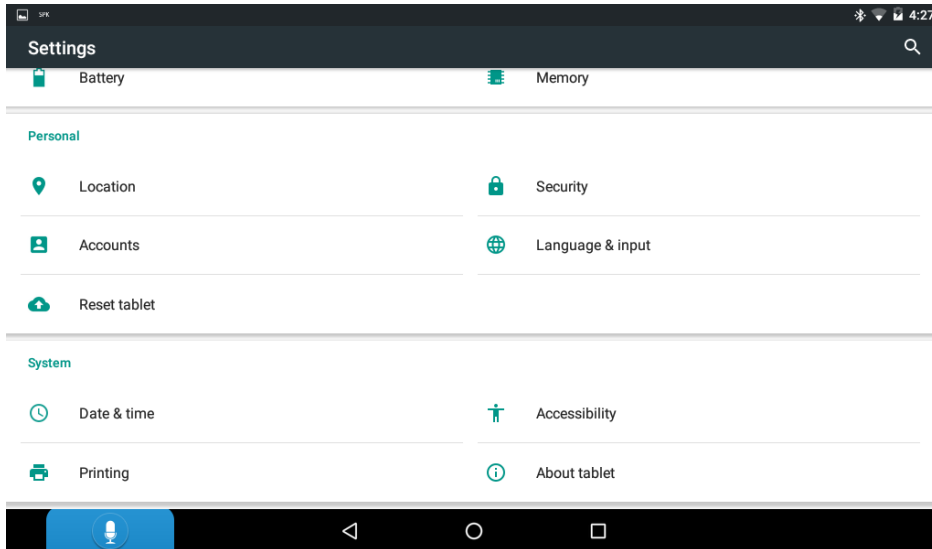 SPK 4:27
Settings
Battery Memory
Personal
Location Security
Accounts Language & input
Reset tablet
System
Date & time Accessibility
Printing About tablet